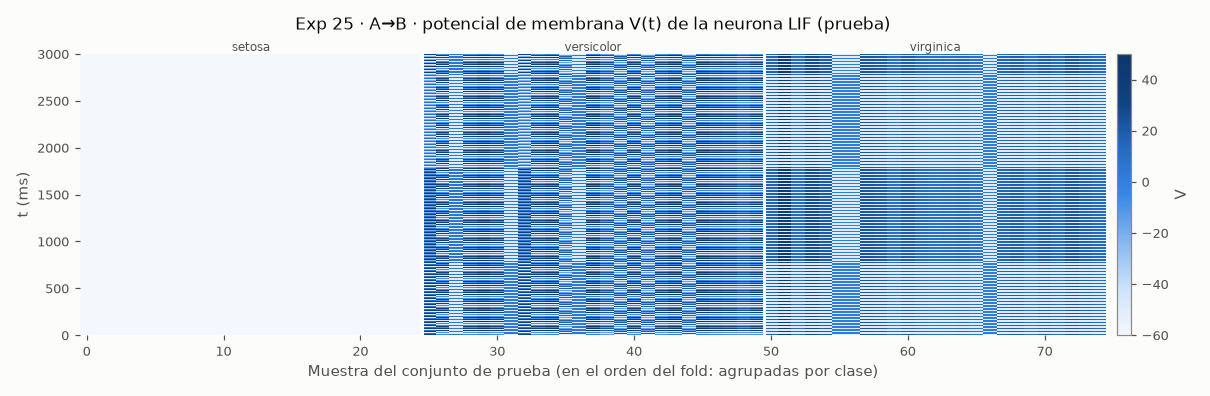 Exp 25 · A→B · potencial de membrana V(t) de la neurona LIF (prueba)
setosa versicolor virginica
3000
2500
2000
1500
1000
500
0
t (ms)
0 10 20 30 40 50 60 70
Muestra del conjunto de prueba (en el orden del fold: agrupadas por clase)
40
20
0
−20
−40
−60
V